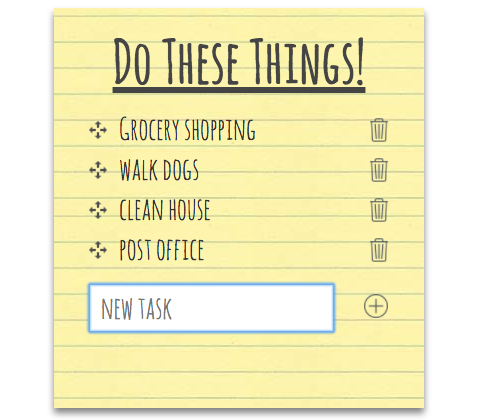 Do These Things!
Grocery shopping
walk dogs
clean house
post office
new task